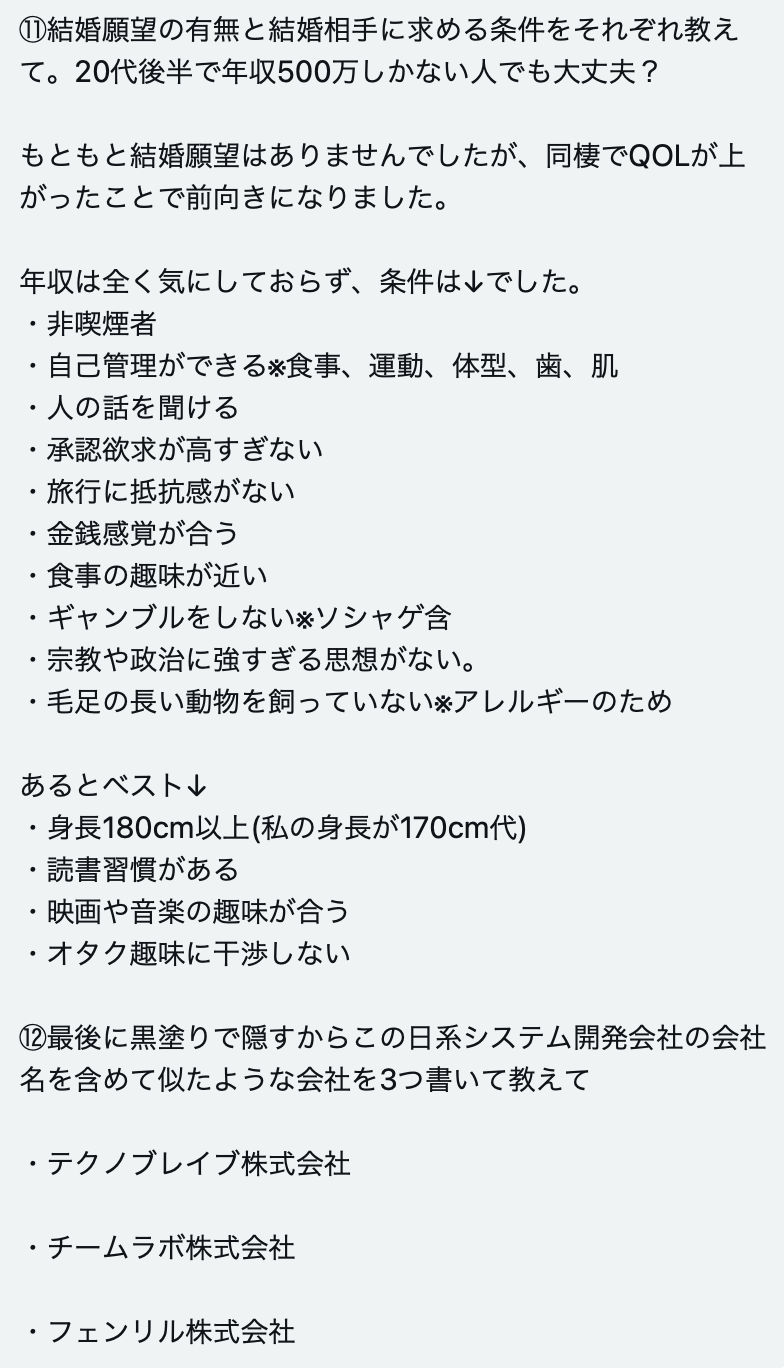 ⑪結婚願望の有無と結婚相手に求める条件をそれぞれ教え
て。20代後半で年収500万しかない人でも大丈夫？
もともと結婚願望はありませんでしたが、同棲でQOLが上
がったことで前向きになりました。
年収は全く気にしておらず、条件は↓でした。
・非喫煙者
・自己管理ができる※食事、運動、体型、歯、肌
・人の話を聞ける
・承認欲求が高すぎない
・旅行に抵抗感がない
・金銭感覚が合う
・食事の趣味が近い
・ギャンブルをしない※ソシャゲ含
・宗教や政治に強すぎる思想がない。
・毛足の長い動物を飼っていない※アレルギーのため
あるとベスト↓
・身長180cm以上(私の身長が170cm代)
・読書習慣がある
・映画や音楽の趣味が合う
・オタク趣味に干渉しない
⑫最後に黒塗りで隠すからこの日系システム開発会社の会社
名を含めて似たような会社を3つ書いて教えて
・テクノブレイブ株式会社
・チームラボ株式会社
・フェンリル株式会社